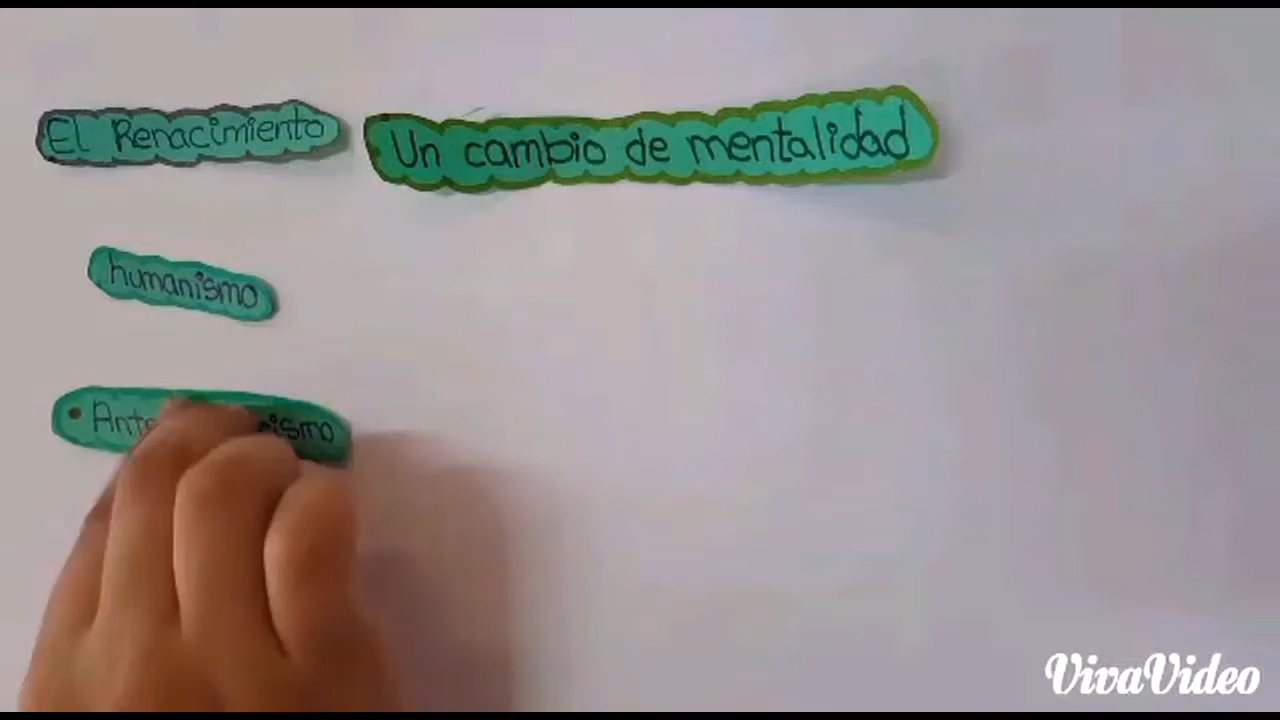 El Renacimiento
Un cambio de mentalidad
humanismo
VivaVideo